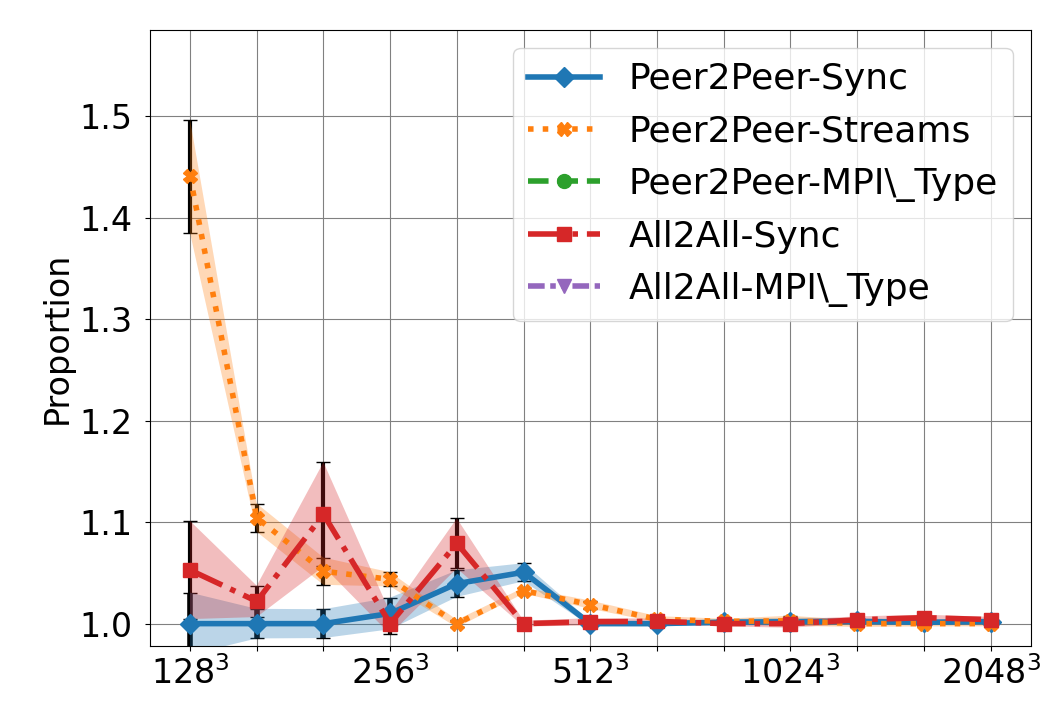 Peer2Peer-Sync
Peer2Peer-Streams
Peer2Peer-MPI\_Type
All2All-Sync
All2All-MPI\_Type
Proportion
1.5
1.4
1.3
1.2
1.1
1.0
128³ 256³ 512³ 1024³ 2048³